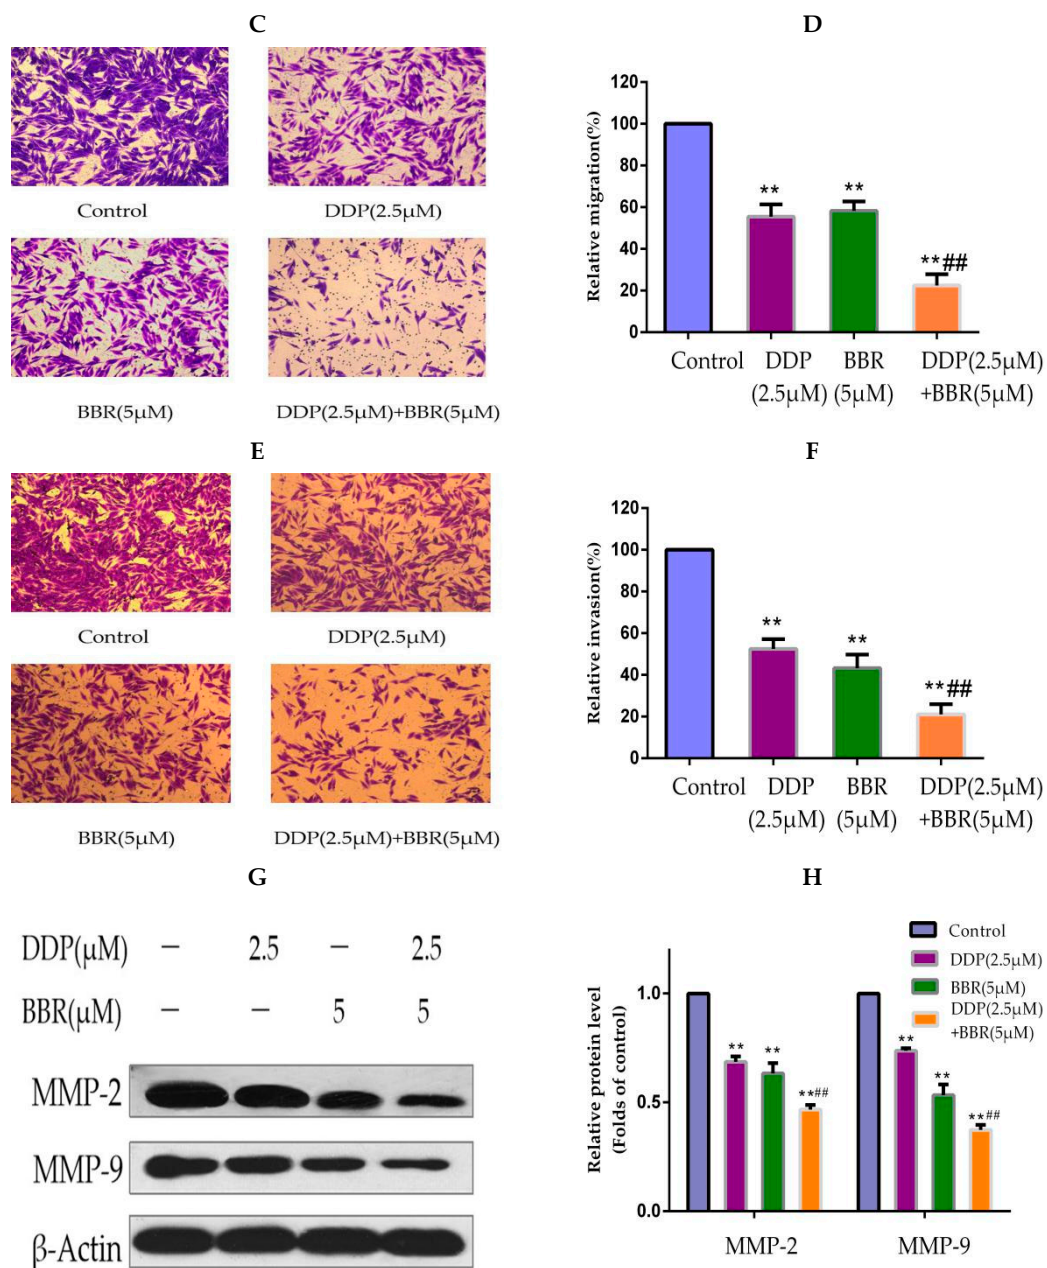 C
Control
DDP(2.5μM)
BBR(5μM)
DDP(2.5μM)+BBR(5μM)
D
Relative migration(%)
120
100
80
60
40
20
0
**
**
**##
Control
DDP
(2.5μM)
BBR
(5μM)
DDP(2.5μM)
+BBR(5μM)
E
Control
DDP(2.5μM)
BBR(5μM)
DDP(2.5μM)+BBR(5μM)
F
Relative invasion(%)
120
100
80
60
40
20
0
**
**
**##
Control
DDP
(2.5μM)
BBR
(5μM)
DDP(2.5μM)
+BBR(5μM)
G
DDP(μM) – 2.5 – 2.5
BBR(μM) – – 5 5
MMP-2
MMP-9
β-Actin
H
Relative protein level
(Folds of control)
1.0
0.5
0.0
Control
DDP(2.5μM)
BBR(5μM)
DDP(2.5μM)
+BBR(5μM)
**
**
**##
**
**
**##
MMP-2
MMP-9